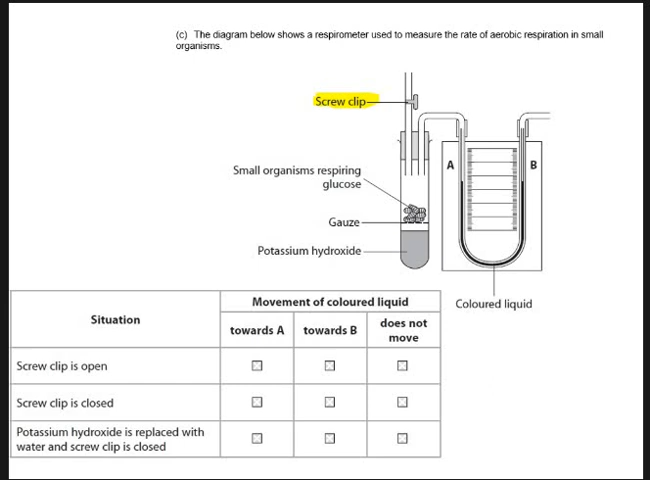 (c) The diagram below shows a respirometer used to measure the rate of aerobic respiration in small
organisms.
Screw clip
A
B
Small organisms respiring
glucose
Gauze
Potassium hydroxide
Coloured liquid
Situation
Movement of coloured liquid
towards A
towards B
does not
move
Screw clip is open
Screw clip is closed
Potassium hydroxide is replaced with
water and screw clip is closed